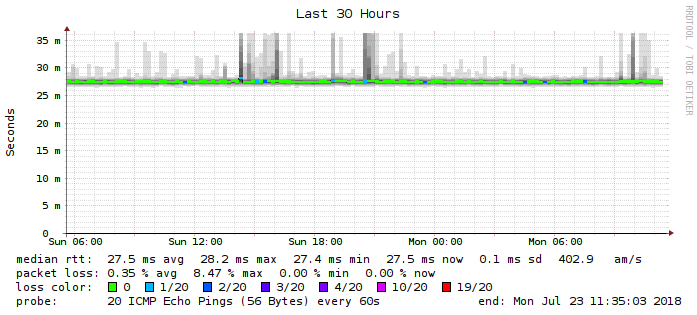 Last 30 Hours
RRDTOOL / TOBI OETIKER
Seconds
35 m
30 m
25 m
20 m
15 m
10 m
5 m
0
Sun 06:00 Sun 12:00 Sun 18:00 Mon 00:00 Mon 06:00
median rtt: 27.5 ms avg 28.2 ms max 27.4 ms min 27.5 ms now 0.1 ms sd 402.9 am/s
packet loss: 0.35 % avg 8.47 % max 0.00 % min 0.00 % now
loss color: 0 1/20 2/20 3/20 4/20 10/20 19/20
probe: 20 ICMP Echo Pings (56 Bytes) every 60s end: Mon Jul 23 11:35:03 2018